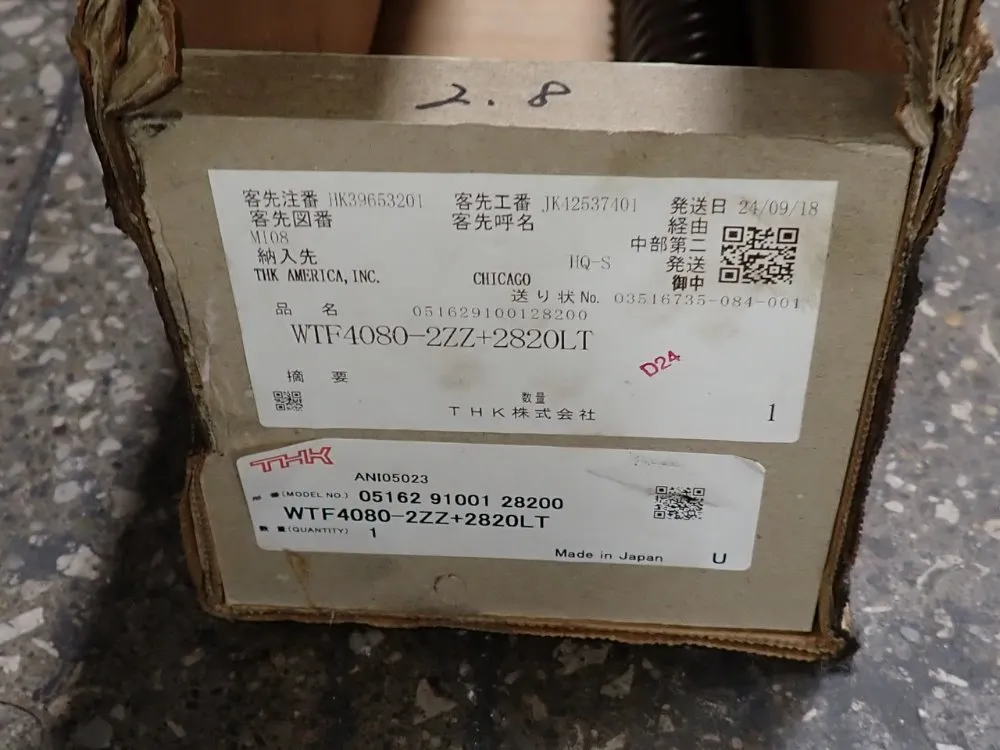 2.8
客先注番 HK39653201 客先工番 JK42537401 発送日 24/09/18
客先図番 客先呼名 経由
M108 中部第二
納入先 HQ-S 発送
THK AMERICA,INC. CHICAGO 御中
送り状No. 03516735-084-001
品名 051629100128200
WTF4080-2ZZ+2820LT
D24
摘要
数量
THK株式会社 1
THK
ANI05023
(MODEL NO.) 05162 91001 28200
WTF4080-2ZZ+2820LT
数量(QUANTITY) 1
Made in Japan U